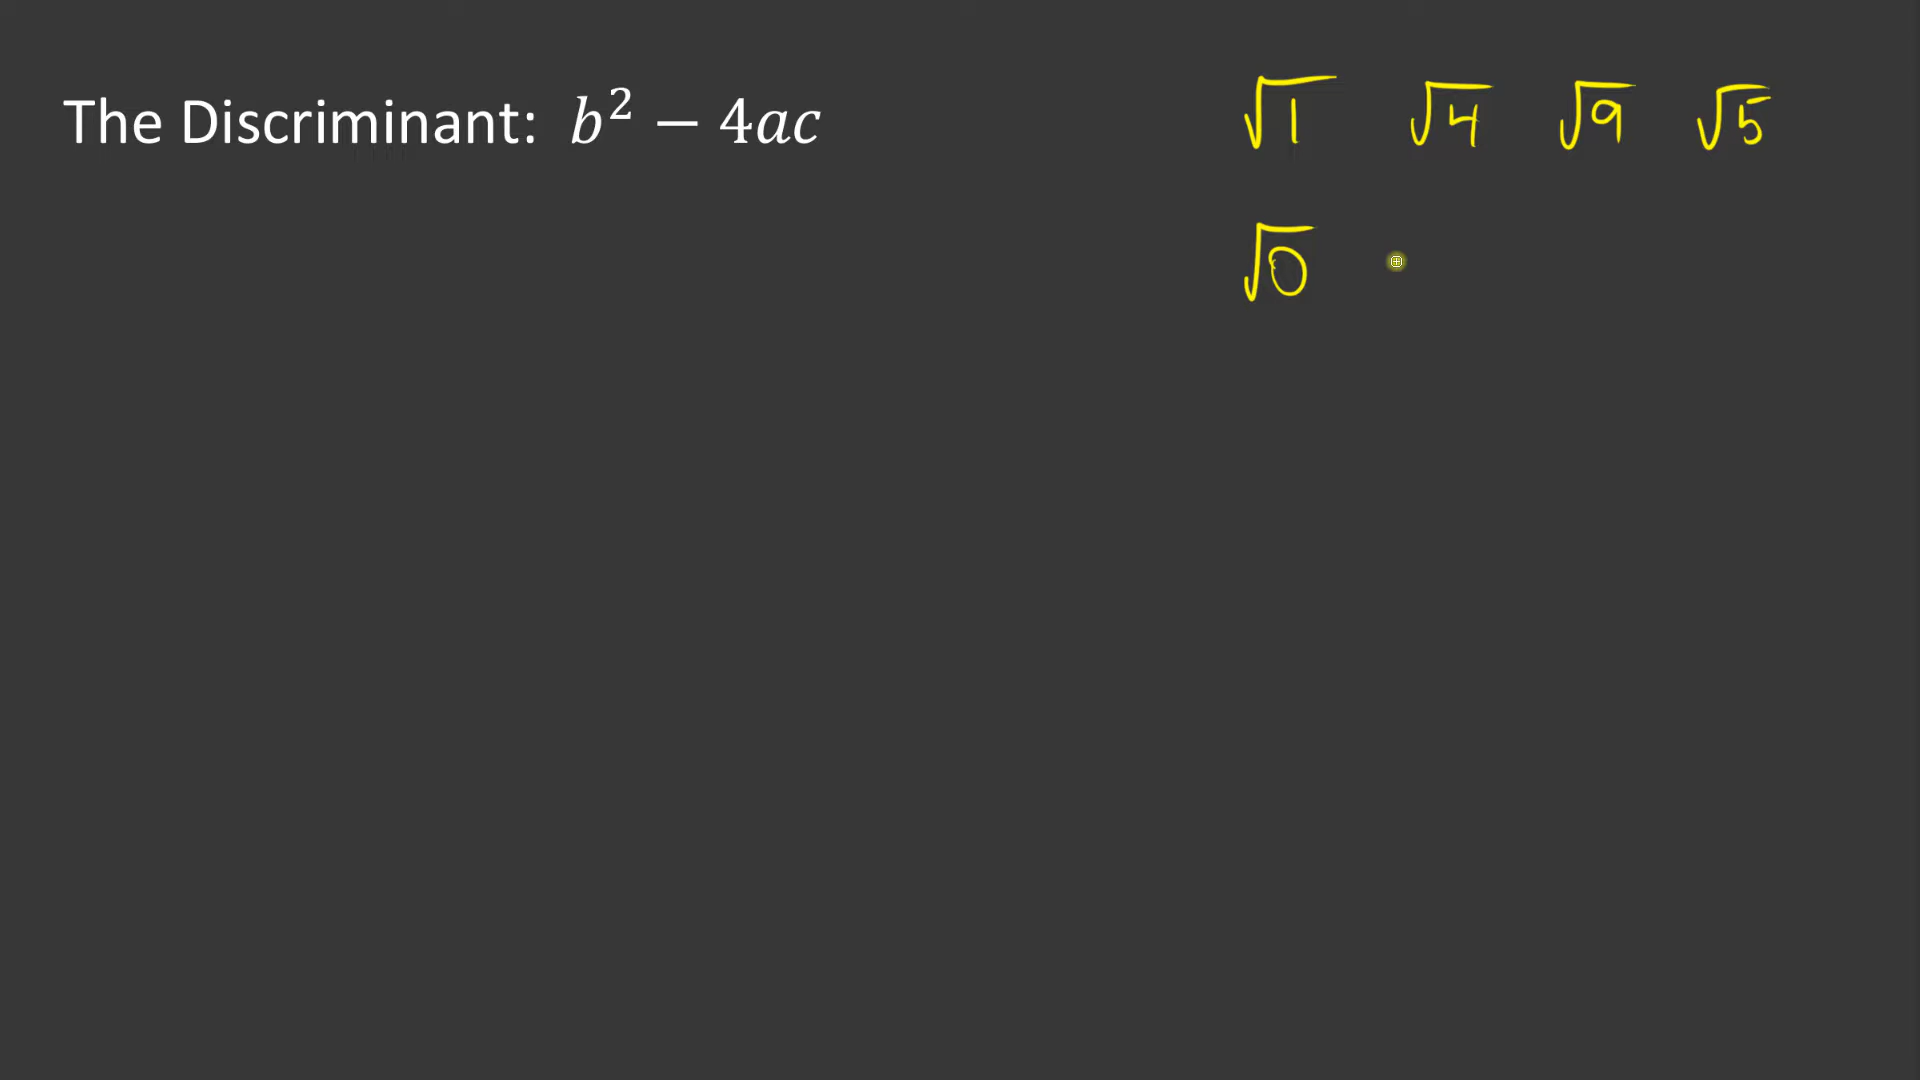 The Discriminant: b² − 4ac √1 √4 √9 √5
√0